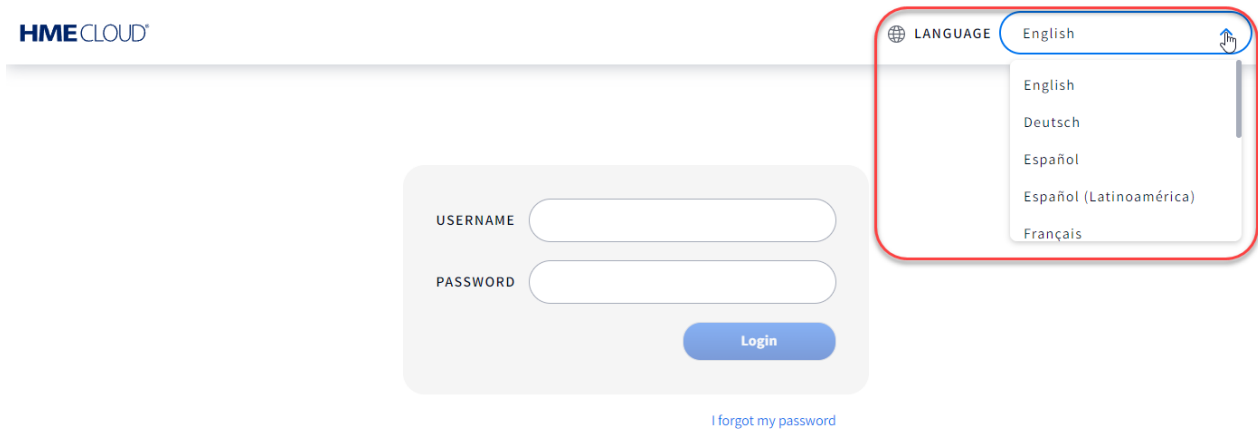 HME CLOUD®
LANGUAGE English
English
Deutsch
Español
Español (Latinoamérica)
Français
USERNAME
PASSWORD
Login
I forgot my password